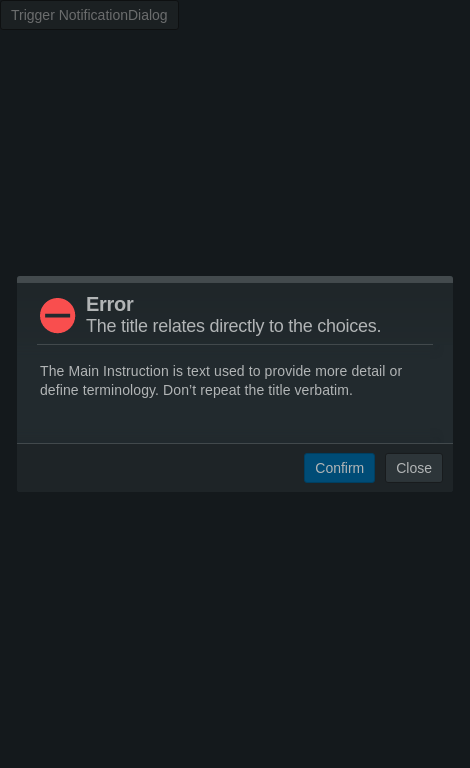 Trigger NotificationDialog
Error
The title relates directly to the choices.
The Main Instruction is text used to provide more detail or
define terminology. Don’t repeat the title verbatim.
Confirm
Close